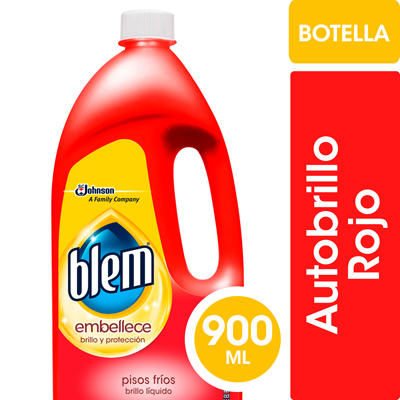 BOTELLA
SC Johnson
A Family Company
blem
embellece
brillo y protección
pisos fríos
brillo líquido
900
ML
Autobrillo
Rojo